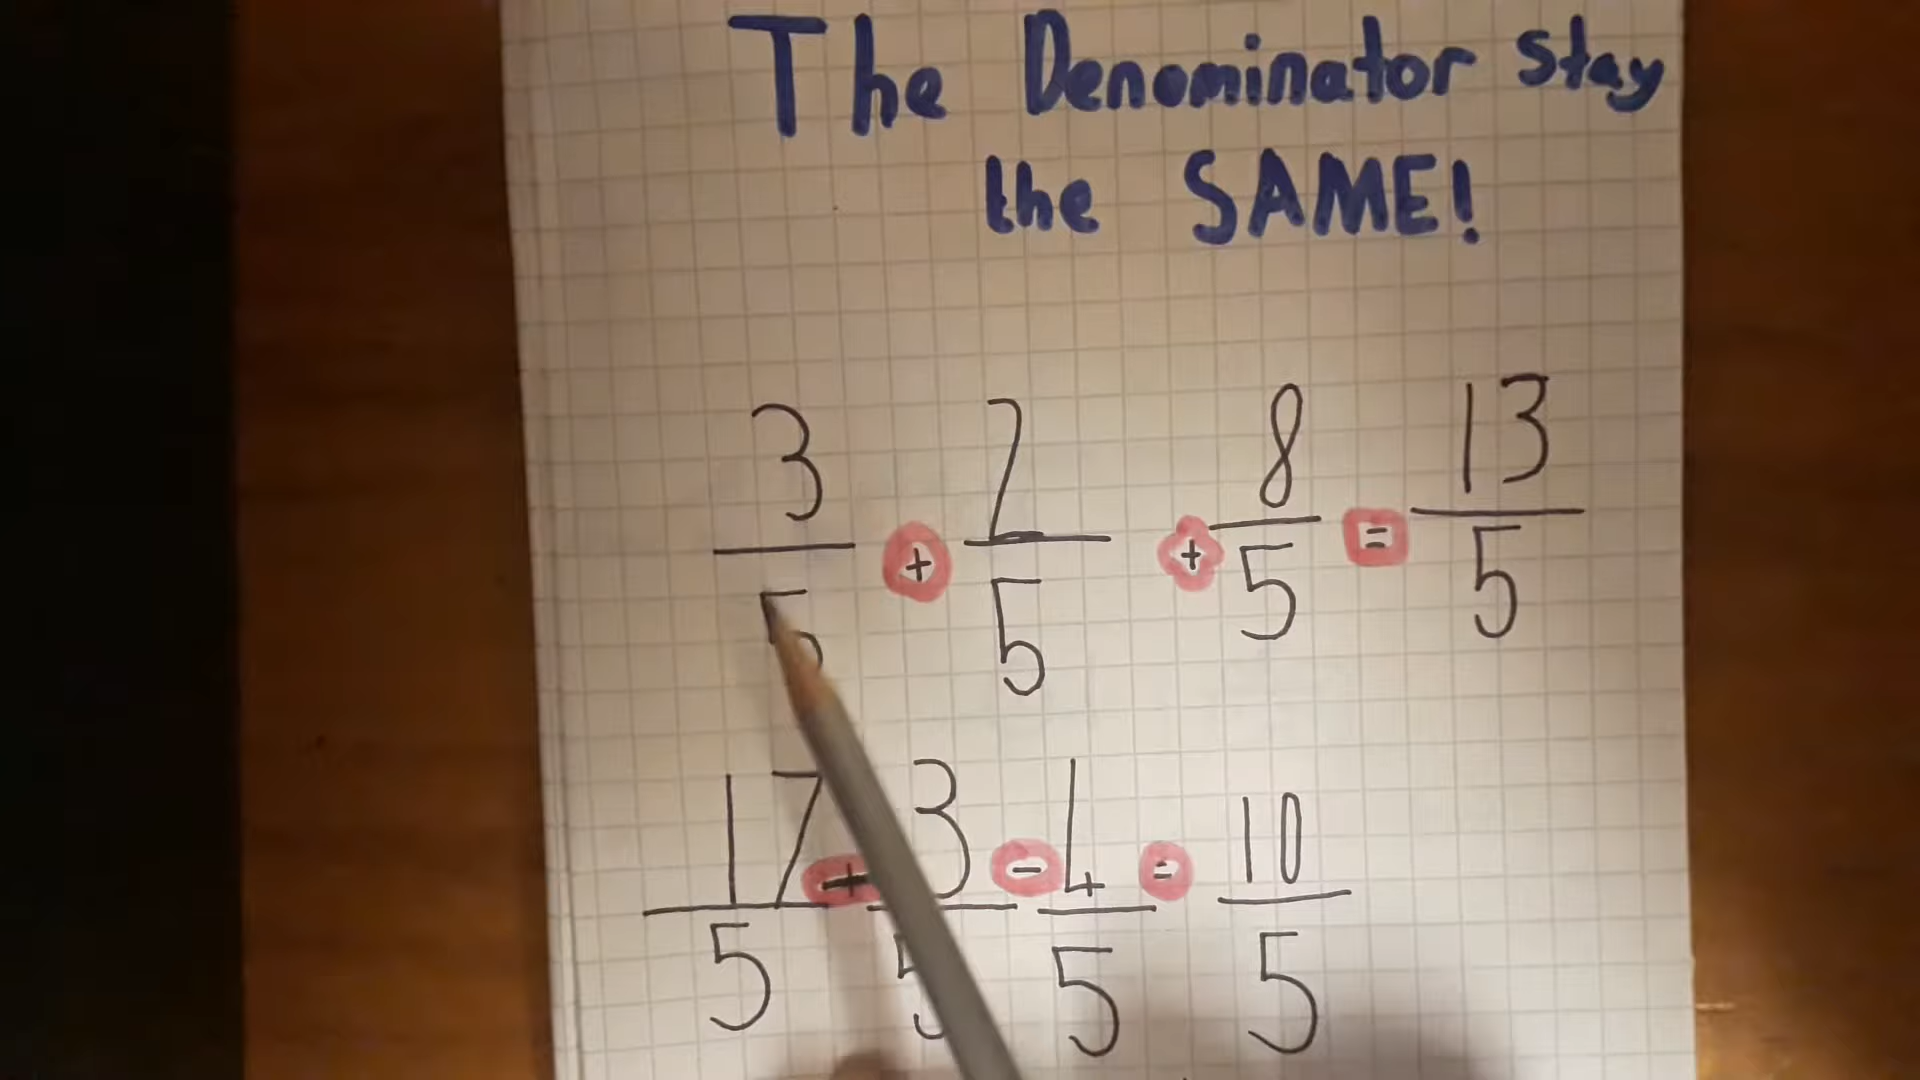 The Denominator Stay
the SAME!
3/5 + 2/5 + 8/5 = 13/5
17/5 + 3/5 - 4/5 = 10/5